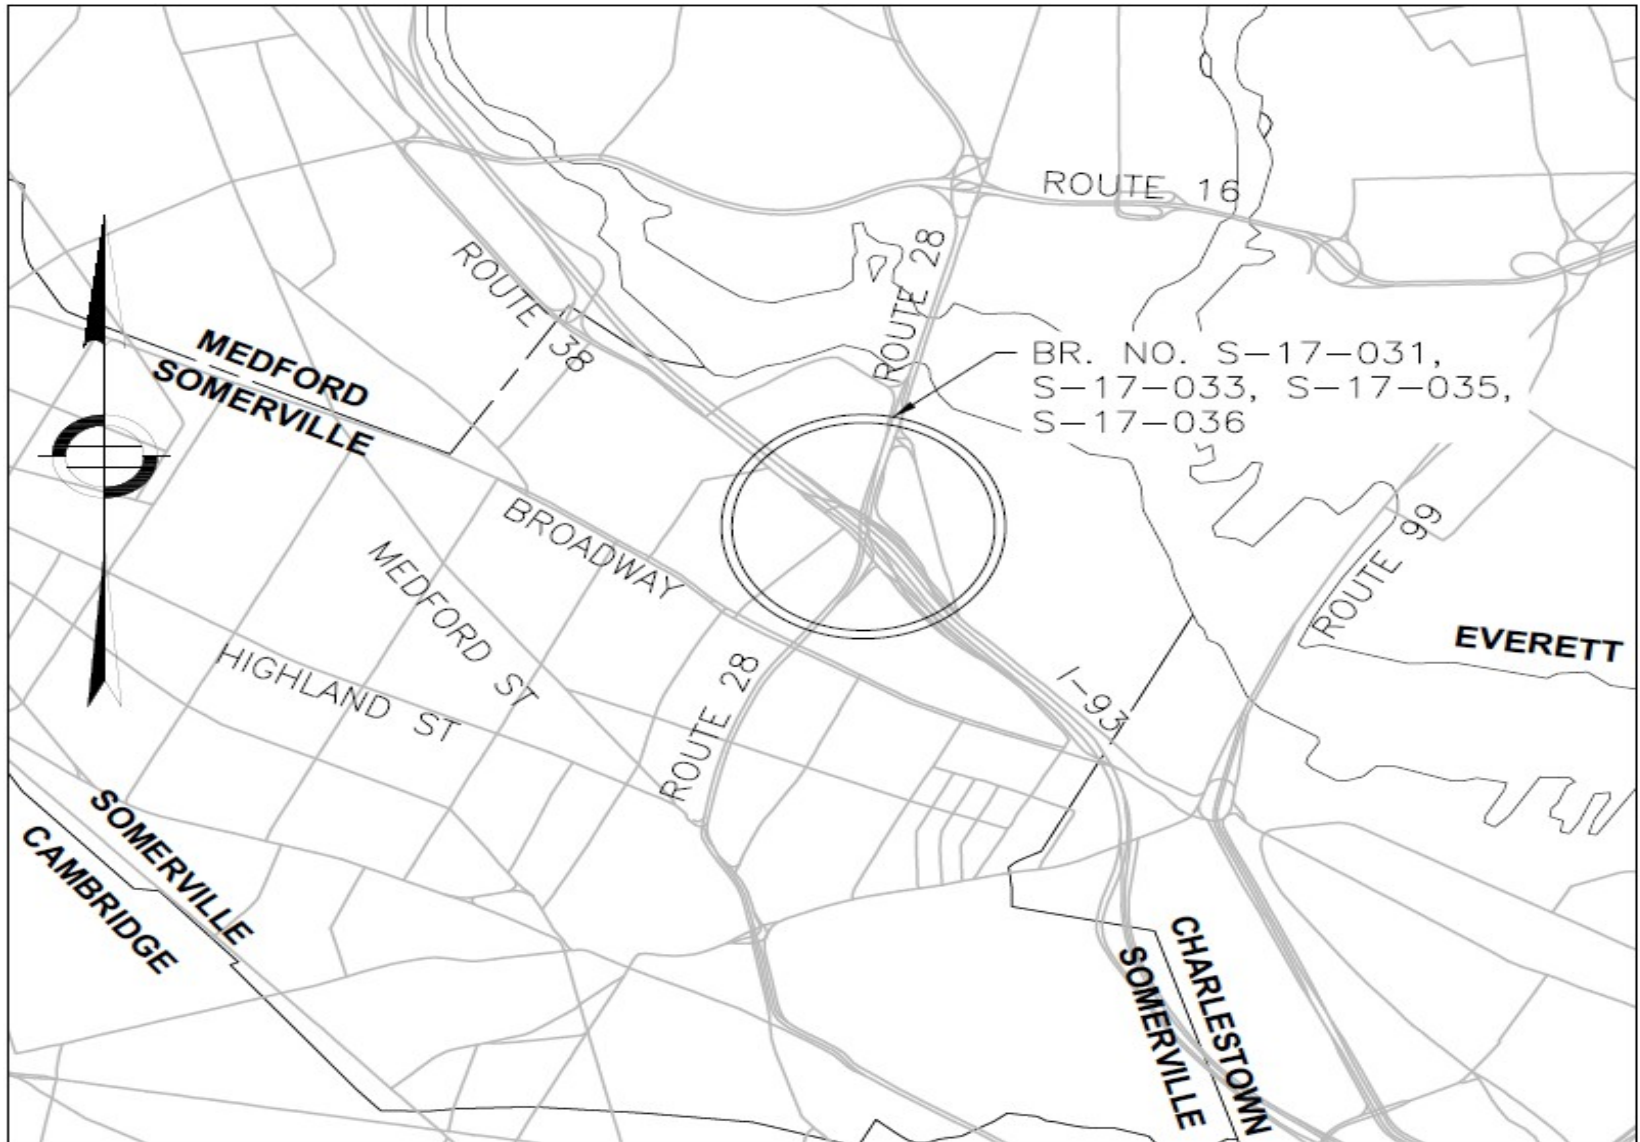 ROUTE 16
ROUTE 28
ROUTE 38
MEDFORD
SOMERVILLE
BR. NO. S-17-031,
S-17-033, S-17-035,
S-17-036
BROADWAY
MEDFORD ST
HIGHLAND ST
ROUTE 99
EVERETT
ROUTE 28
I-93
SOMERVILLE
CAMBRIDGE
CHARLESTOWN
SOMERVILLE